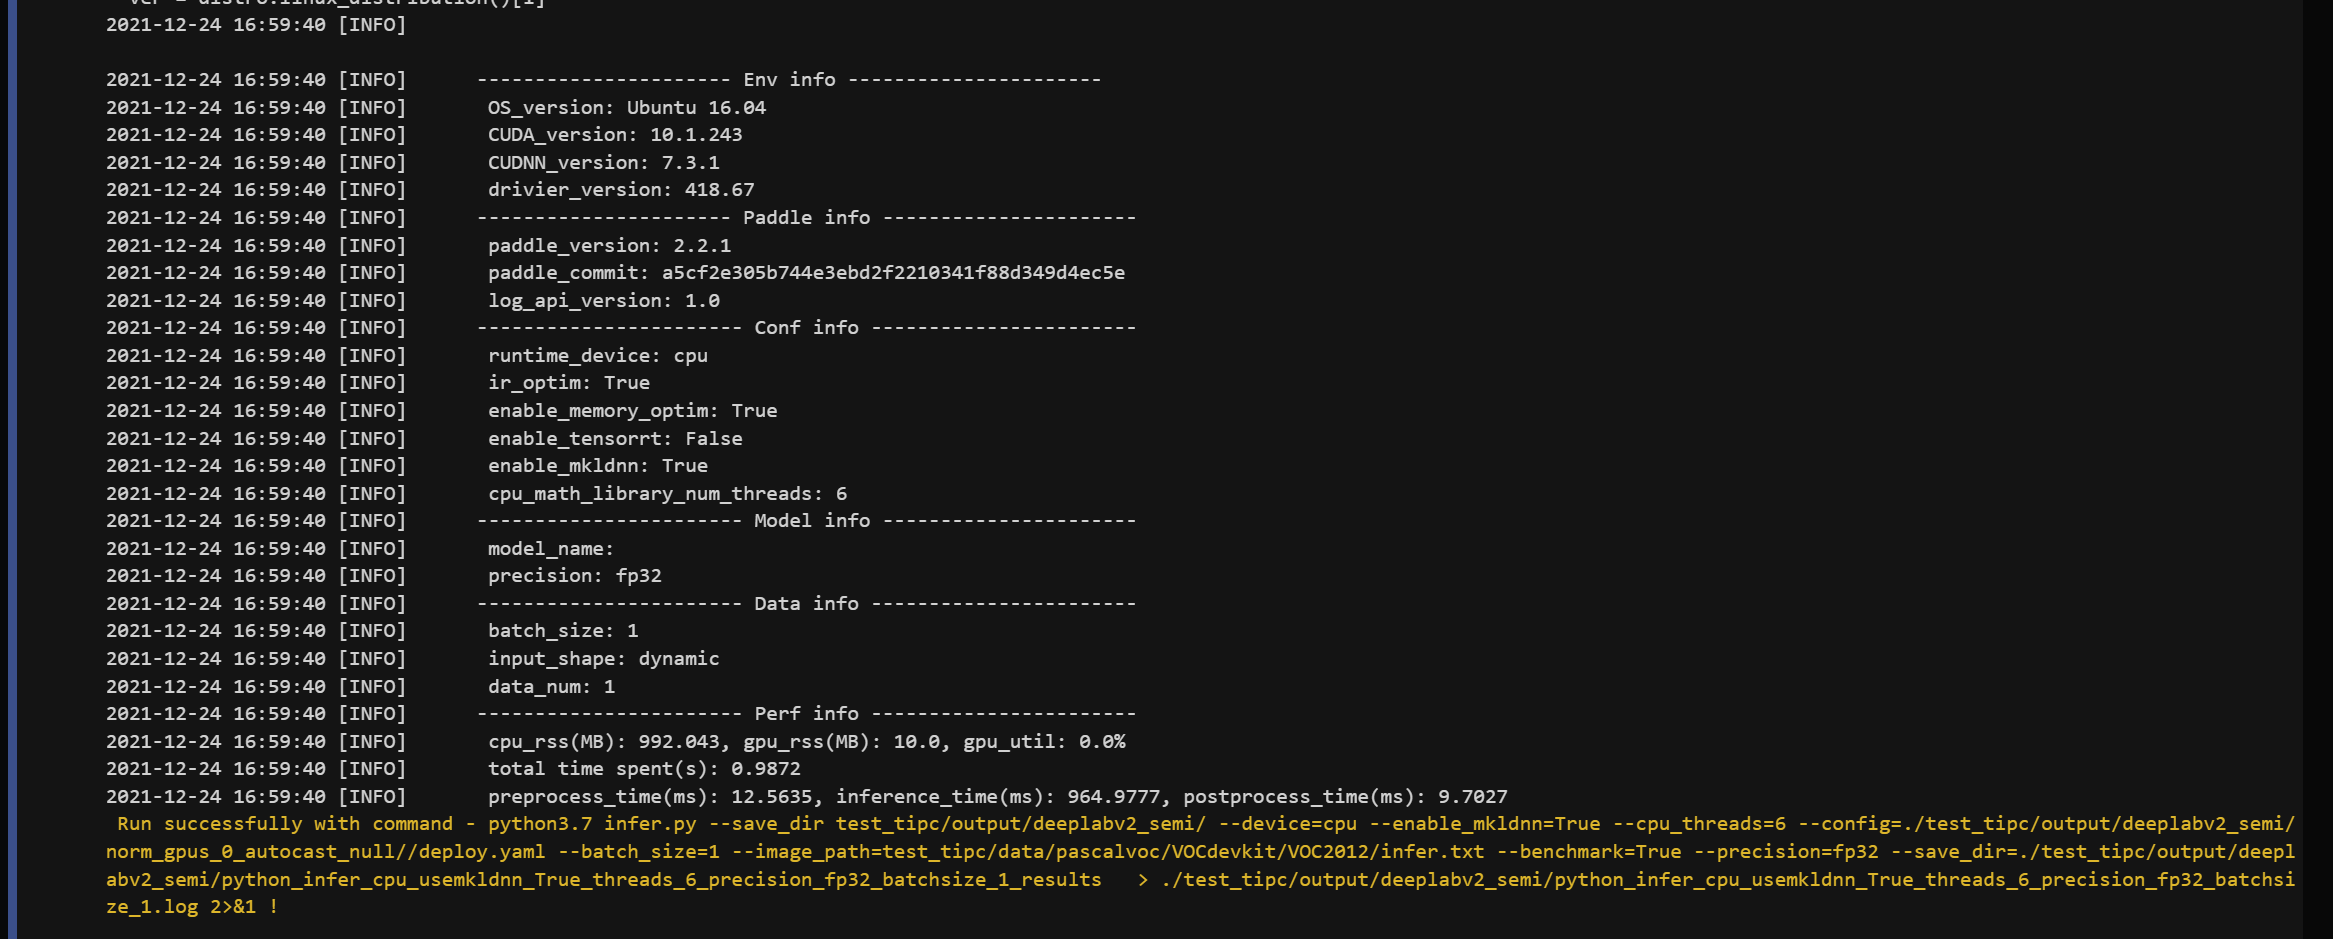 ver = distro.linux_distribution()[1]
2021-12-24 16:59:40 [INFO]
2021-12-24 16:59:40 [INFO]      ---------------------- Env info ----------------------
2021-12-24 16:59:40 [INFO]       OS_version: Ubuntu 16.04
2021-12-24 16:59:40 [INFO]       CUDA_version: 10.1.243
2021-12-24 16:59:40 [INFO]       CUDNN_version: 7.3.1
2021-12-24 16:59:40 [INFO]       drivier_version: 418.67
2021-12-24 16:59:40 [INFO]      ---------------------- Paddle info ----------------------
2021-12-24 16:59:40 [INFO]       paddle_version: 2.2.1
2021-12-24 16:59:40 [INFO]       paddle_commit: a5cf2e305b744e3ebd2f2210341f88d349d4ec5e
2021-12-24 16:59:40 [INFO]       log_api_version: 1.0
2021-12-24 16:59:40 [INFO]      ----------------------- Conf info -----------------------
2021-12-24 16:59:40 [INFO]       runtime_device: cpu
2021-12-24 16:59:40 [INFO]       ir_optim: True
2021-12-24 16:59:40 [INFO]       enable_memory_optim: True
2021-12-24 16:59:40 [INFO]       enable_tensorrt: False
2021-12-24 16:59:40 [INFO]       enable_mkldnn: True
2021-12-24 16:59:40 [INFO]       cpu_math_library_num_threads: 6
2021-12-24 16:59:40 [INFO]      ----------------------- Model info ----------------------
2021-12-24 16:59:40 [INFO]       model_name:
2021-12-24 16:59:40 [INFO]       precision: fp32
2021-12-24 16:59:40 [INFO]      ----------------------- Data info -----------------------
2021-12-24 16:59:40 [INFO]       batch_size: 1
2021-12-24 16:59:40 [INFO]       input_shape: dynamic
2021-12-24 16:59:40 [INFO]       data_num: 1
2021-12-24 16:59:40 [INFO]      ----------------------- Perf info -----------------------
2021-12-24 16:59:40 [INFO]       cpu_rss(MB): 992.043, gpu_rss(MB): 10.0, gpu_util: 0.0%
2021-12-24 16:59:40 [INFO]       total time spent(s): 0.9872
2021-12-24 16:59:40 [INFO]       preprocess_time(ms): 12.5635, inference_time(ms): 964.9777, postprocess_time(ms): 9.7027
 Run successfully with command - python3.7 infer.py --save_dir test_tipc/output/deeplabv2_semi/ --device=cpu --enable_mkldnn=True --cpu_threads=6 --config=./test_tipc/output/deeplabv2_semi/
norm_gpus_0_autocast_null//deploy.yaml --batch_size=1 --image_path=test_tipc/data/pascalvoc/VOCdevkit/VOC2012/infer.txt --benchmark=True --precision=fp32 --save_dir=./test_tipc/output/deepl
abv2_semi/python_infer_cpu_usemkldnn_True_threads_6_precision_fp32_batchsize_1_results   > ./test_tipc/output/deeplabv2_semi/python_infer_cpu_usemkldnn_True_threads_6_precision_fp32_batchsi
ze_1.log 2>&1 !